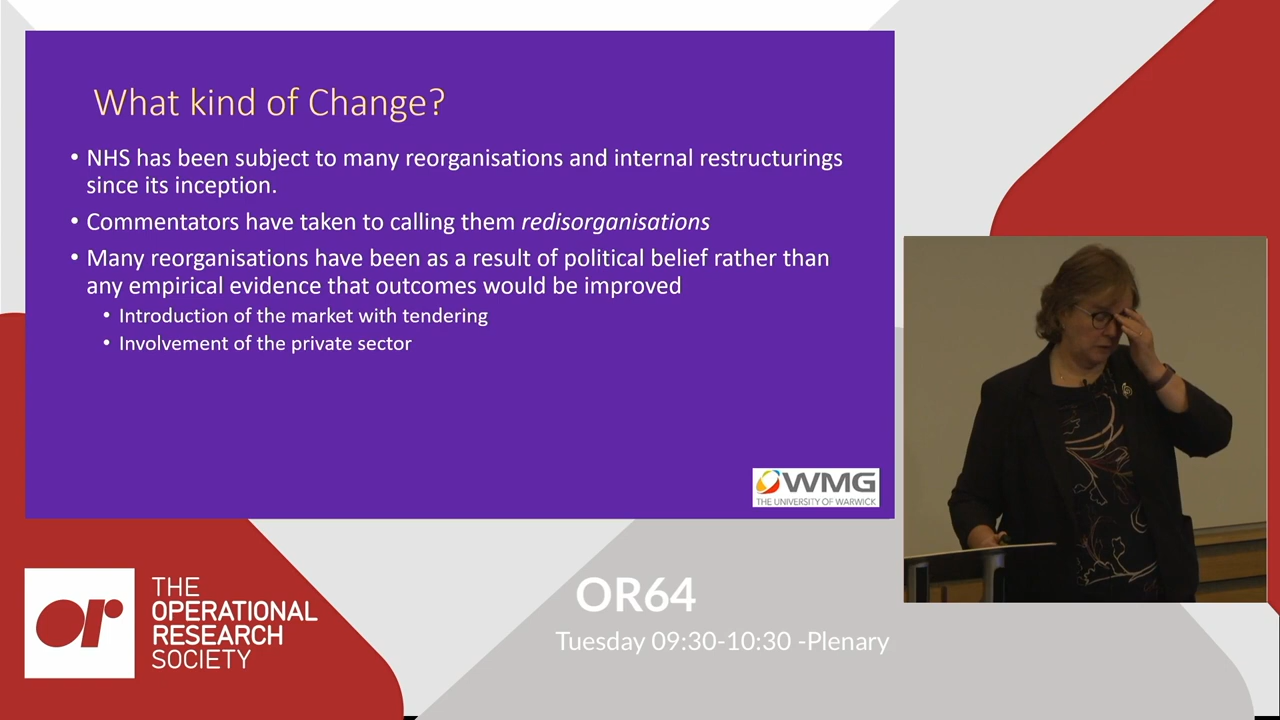 What kind of Change?
• NHS has been subject to many reorganisations and internal restructurings
since its inception.
• Commentators have taken to calling them redisorganisations
• Many reorganisations have been as a result of political belief rather than
any empirical evidence that outcomes would be improved
• Introduction of the market with tendering
• Involvement of the private sector
WMG
THE UNIVERSITY OF WARWICK
or
THE
OPERATIONAL
RESEARCH
SOCIETY
OR64
Tuesday 09:30-10:30 -Plenary